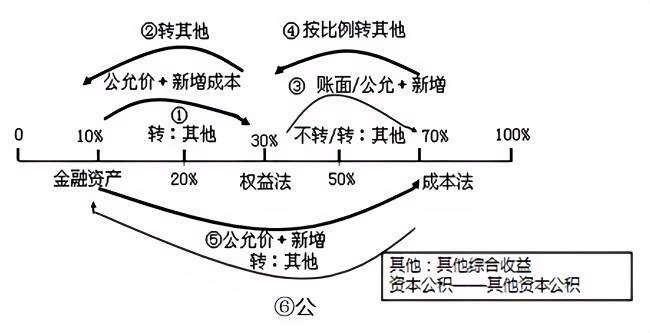 ②转其他
④按比例转其他
公允价＋新增成本
③ 账面/公允＋新增
①
转：其他
不转/转：其他
0 10% 30% 70% 100%
金融资产 20% 权益法 50% 成本法
⑤公允价＋新增
转：其他
其他：其他综合收益
资本公积——其他资本公积
⑥公